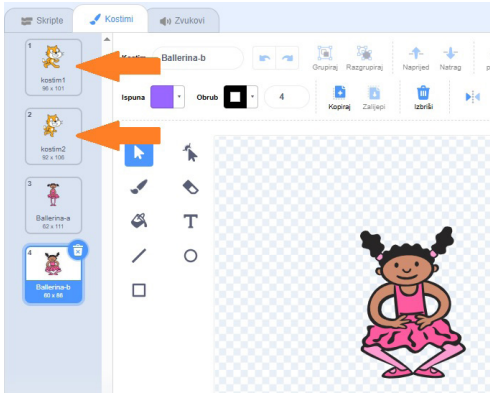 Skripte Kostimi Zvukovi
1
kostim1
96 x 101
2
kostim2
92 x 106
3
Ballerina-a
62 x 111
4
Ballerina-b
80 x 88
Ballerina-b
Grupiraj Razgrupiraj Naprijed Natrag
Ispuna Obrub 4 Kopiraj Zalijepi Izbriši